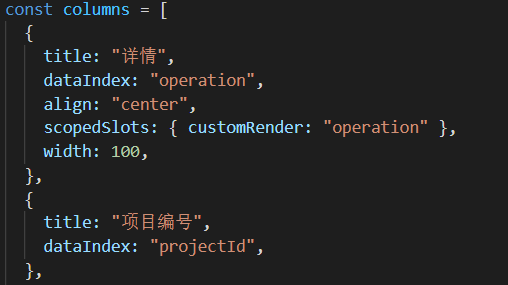 const columns = [
{
title: "详情",
dataIndex: "operation",
align: "center",
scopedSlots: { customRender: "operation" },
width: 100,
},
{
title: "项目编号",
dataIndex: "projectId",
},